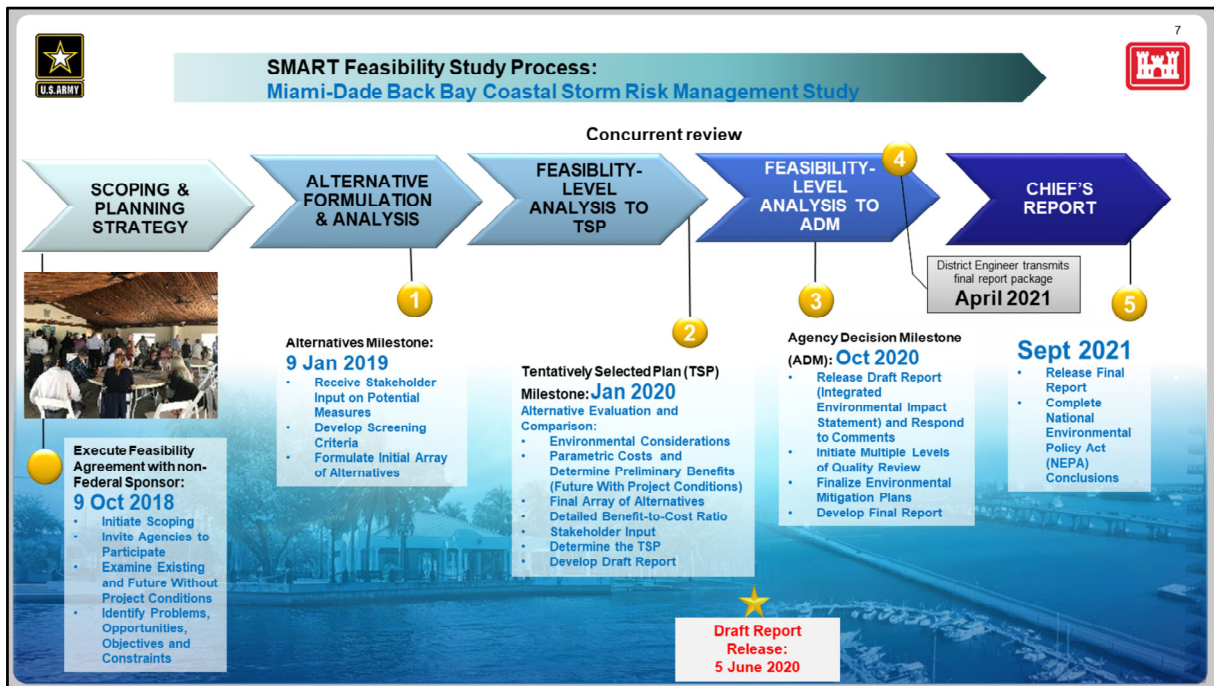 7
U.S.ARMY
SMART Feasibility Study Process:
Miami-Dade Back Bay Coastal Storm Risk Management Study
Concurrent review
SCOPING &
PLANNING
STRATEGY
ALTERNATIVE
FORMULATION
& ANALYSIS
FEASIBLITY-
LEVEL
ANALYSIS TO
TSP
FEASIBILITY-
LEVEL
ANALYSIS TO
ADM
4
CHIEF'S
REPORT
District Engineer transmits
final report package
April 2021
Execute Feasibility
Agreement with non-
Federal Sponsor:
9 Oct 2018
• Initiate Scoping
• Invite Agencies to
Participate
• Examine Existing
and Future Without
Project Conditions
• Identify Problems,
Opportunities,
Objectives and
Constraints
1
Alternatives Milestone:
9 Jan 2019
• Receive Stakeholder
Input on Potential
Measures
• Develop Screening
Criteria
• Formulate Initial Array
of Alternatives
2
Tentatively Selected Plan (TSP)
Milestone: Jan 2020
Alternative Evaluation and
Comparison:
• Environmental Considerations
• Parametric Costs and
Determine Preliminary Benefits
(Future With Project Conditions)
• Final Array of Alternatives
• Detailed Benefit-to-Cost Ratio
• Stakeholder Input
• Determine the TSP
• Develop Draft Report
3
Agency Decision Milestone
(ADM): Oct 2020
• Release Draft Report
(Integrated
Environmental Impact
Statement) and Respond
to Comments
• Initiate Multiple Levels
of Quality Review
• Finalize Environmental
Mitigation Plans
• Develop Final Report
5
Sept 2021
• Release Final
Report
• Complete
National
Environmental
Policy Act
(NEPA)
Conclusions
Draft Report
Release:
5 June 2020